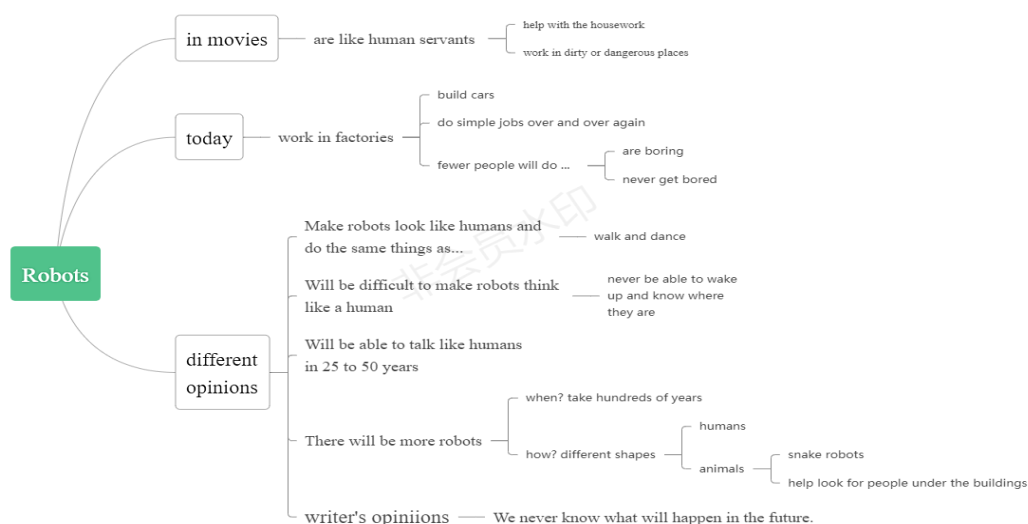 in movies
are like human servants
help with the housework
work in dirty or dangerous places
today
work in factories
build cars
do simple jobs over and over again
fewer people will do ...
are boring
never get bored
Robots
different
opinions
Make robots look like humans and
do the same things as...
walk and dance
Will be difficult to make robots think
like a human
never be able to wake
up and know where
they are
Will be able to talk like humans
in 25 to 50 years
There will be more robots
when? take hundreds of years
how? different shapes
humans
animals
snake robots
help look for people under the buildings
writer's opiniions
We never know what will happen in the future.
非会员水印